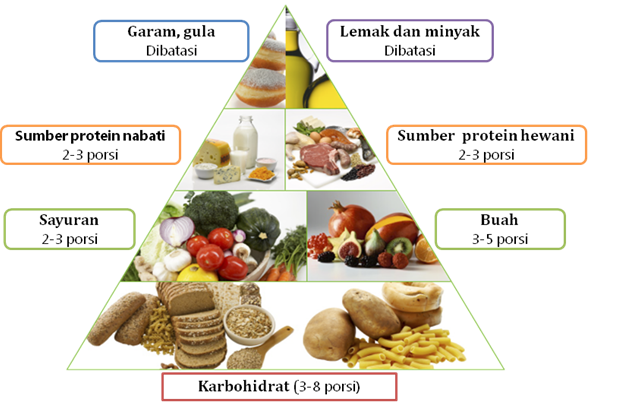 Garam, gula
Dibatasi
Lemak dan minyak
Dibatasi
Sumber protein nabati
2-3 porsi
Sumber  protein hewani
2-3 porsi
Sayuran
2-3 porsi
Buah
3-5 porsi
Karbohidrat (3-8 porsi)